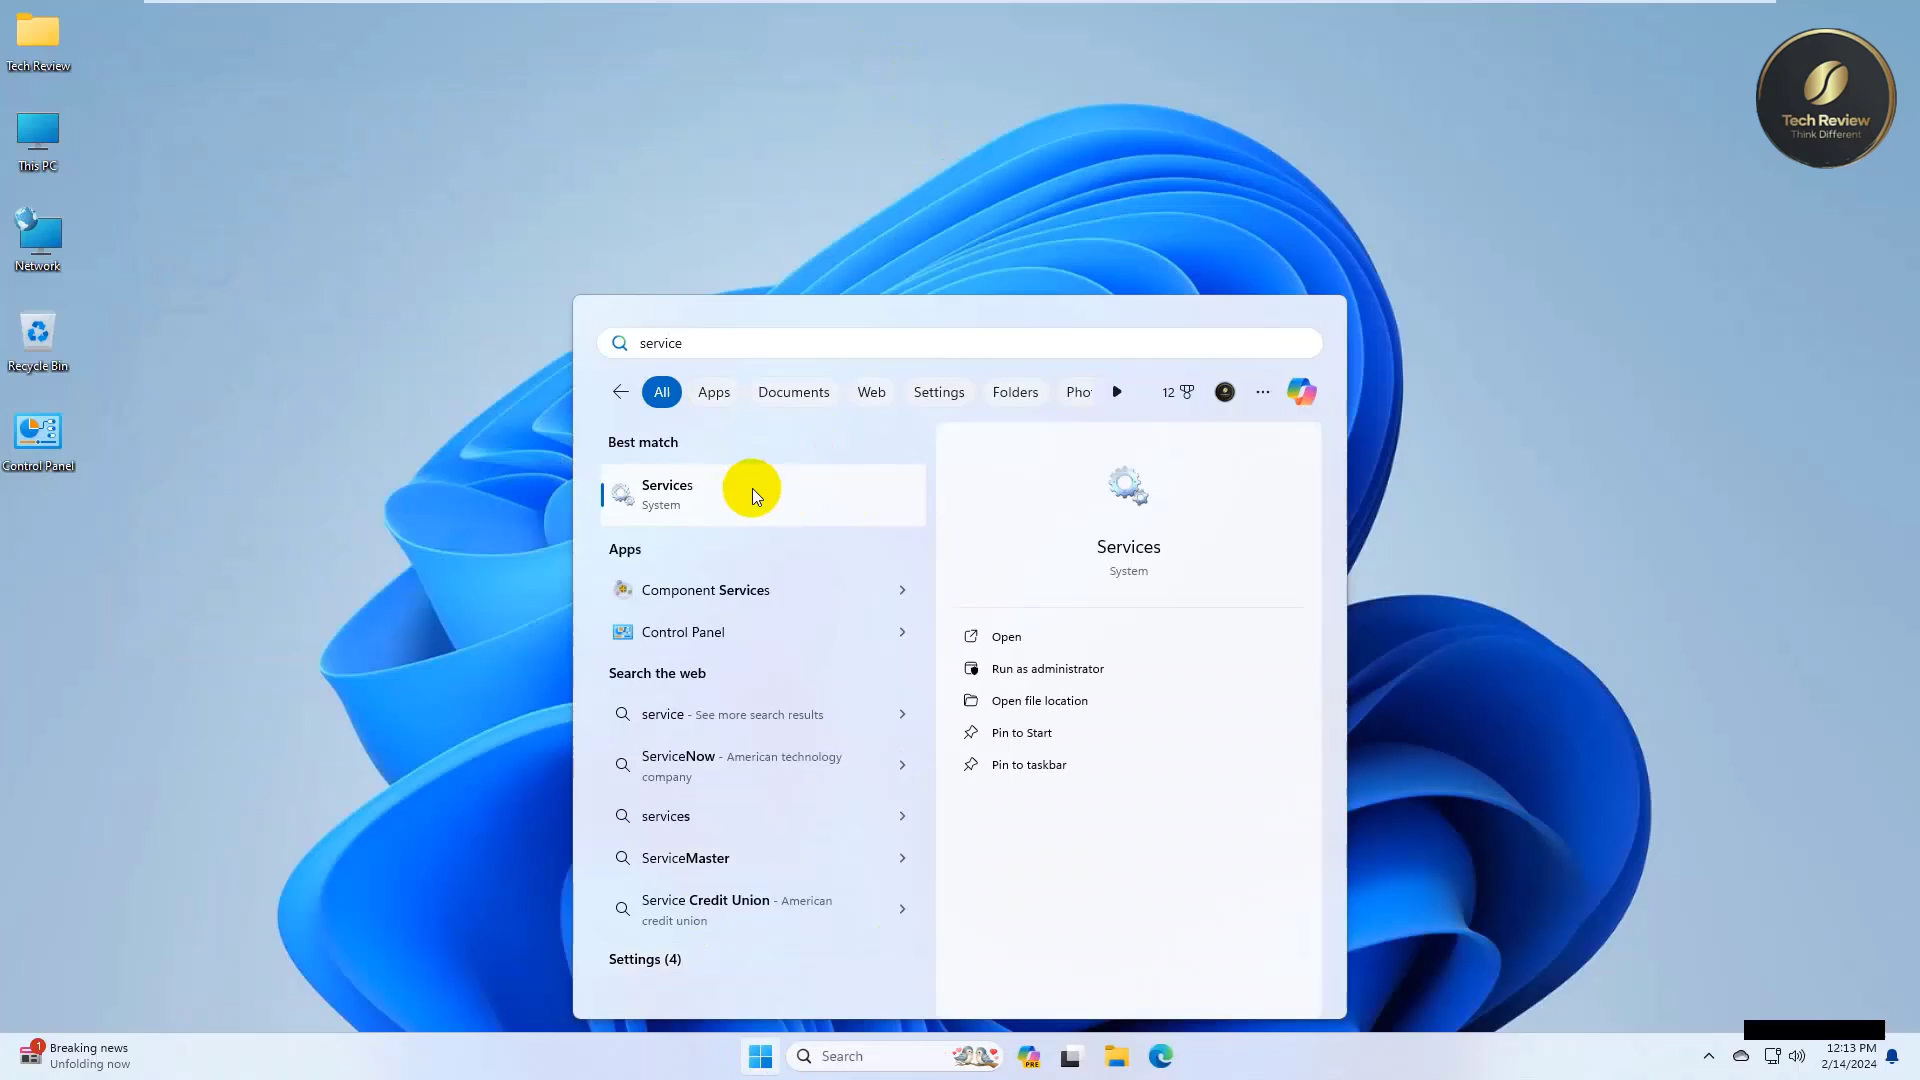 Tech Review
This PC
Network
Recycle Bin
Control Panel
Tech Review
Think Different
service
All Apps Documents Web Settings Folders Pho 12
Best match
Services
System
Apps
Component Services
Control Panel
Search the web
service - See more search results
ServiceNow - American technology
company
services
ServiceMaster
Service Credit Union - American
credit union
Settings (4)
Services
System
Open
Run as administrator
Open file location
Pin to Start
Pin to taskbar
1
Breaking news
Unfolding now
Search
PRE
12:13 PM
2/14/2024